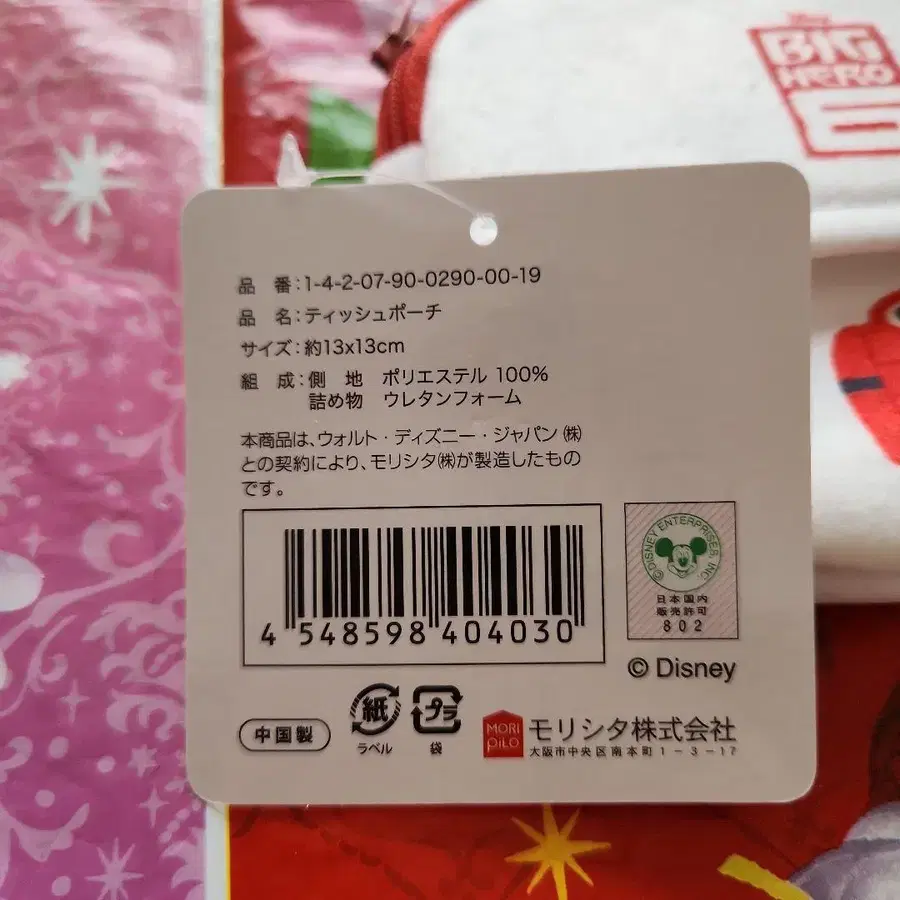 BIG
HERO
6
品 番:1-4-2-07-90-0290-00-19
品 名:ティッシュポーチ
サイズ:約13x13cm
組 成:側 地 ポリエステル 100%
詰め物 ウレタンフォーム
本商品は、ウォルト・ディズニー・ジャパン㈱
との契約により、モリシタ㈱が製造したもの
です。
4 548598 404030
©DISNEY ENTERPRISES, INC.
日本国内
販売許可
802
© Disney
中国製
紙
ラベル
プラ
袋
MORI
PiLO
モリシタ株式会社
大阪市中央区南本町1-3-17